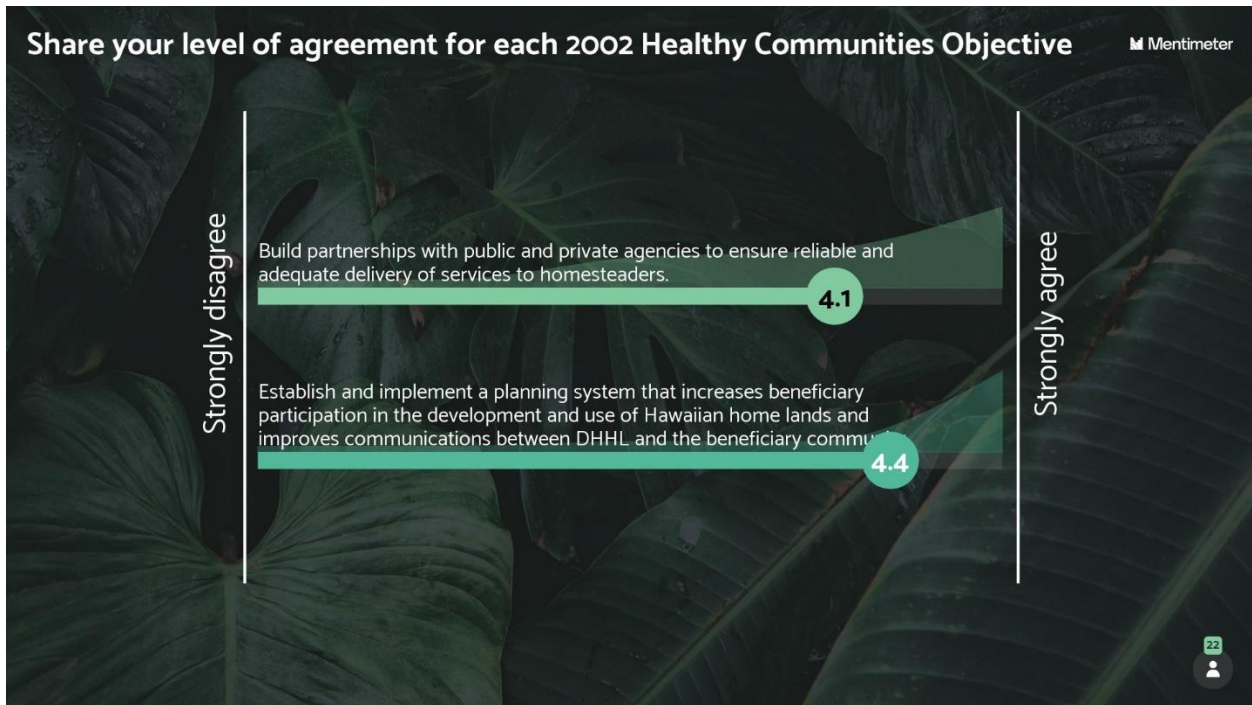 Share your level of agreement for each 2002 Healthy Communities Objective
Mentimeter
Strongly disagree
Build partnerships with public and private agencies to ensure reliable and
adequate delivery of services to homesteaders.
4.1
Establish and implement a planning system that increases beneficiary
participation in the development and use of Hawaiian home lands and
improves communications between DHHL and the beneficiary
4.4
Strongly agree
22